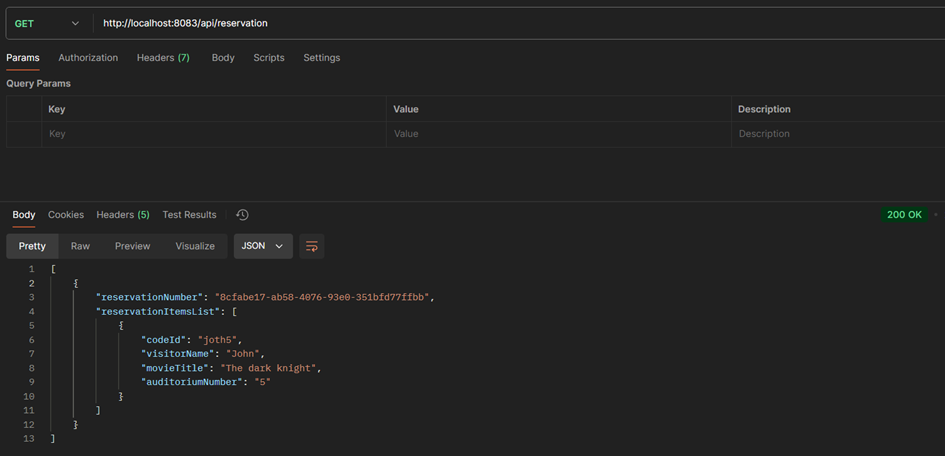 GET http://localhost:8083/api/reservation
Params Authorization Headers (7) Body Scripts Settings
Query Params
Key Value Description
Key Value Description
Body Cookies Headers (5) Test Results 200 OK
Pretty Raw Preview Visualize JSON
1 [
2 {
3 "reservationNumber": "8cfabe17-ab58-4076-93e0-351bfd77ffbb",
4 "reservationItemsList": [
5 {
6 "codeId": "joth5",
7 "visitorName": "John",
8 "movieTitle": "The dark knight",
9 "auditoriumNumber": "5"
10 }
11 ]
12 }
13 ]